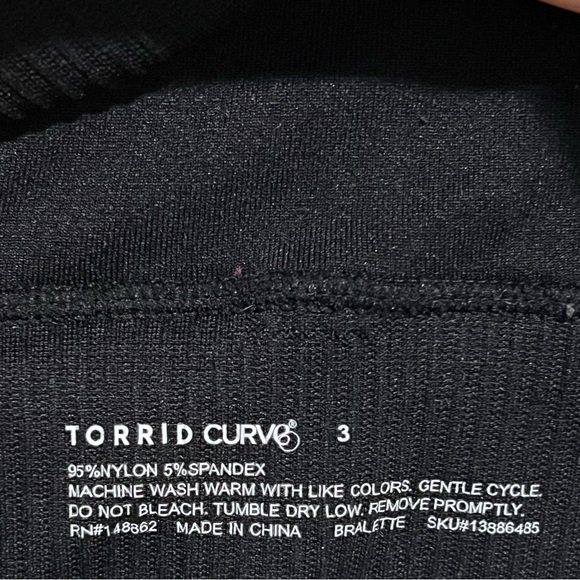 TORRID CURVE® 3
95%NYLON 5%SPANDEX
MACHINE WASH WARM WITH LIKE COLORS. GENTLE CYCLE.
DO NOT BLEACH. TUMBLE DRY LOW. REMOVE PROMPTLY.
RN#148862 MADE IN CHINA BRALETTE SKU#13886485